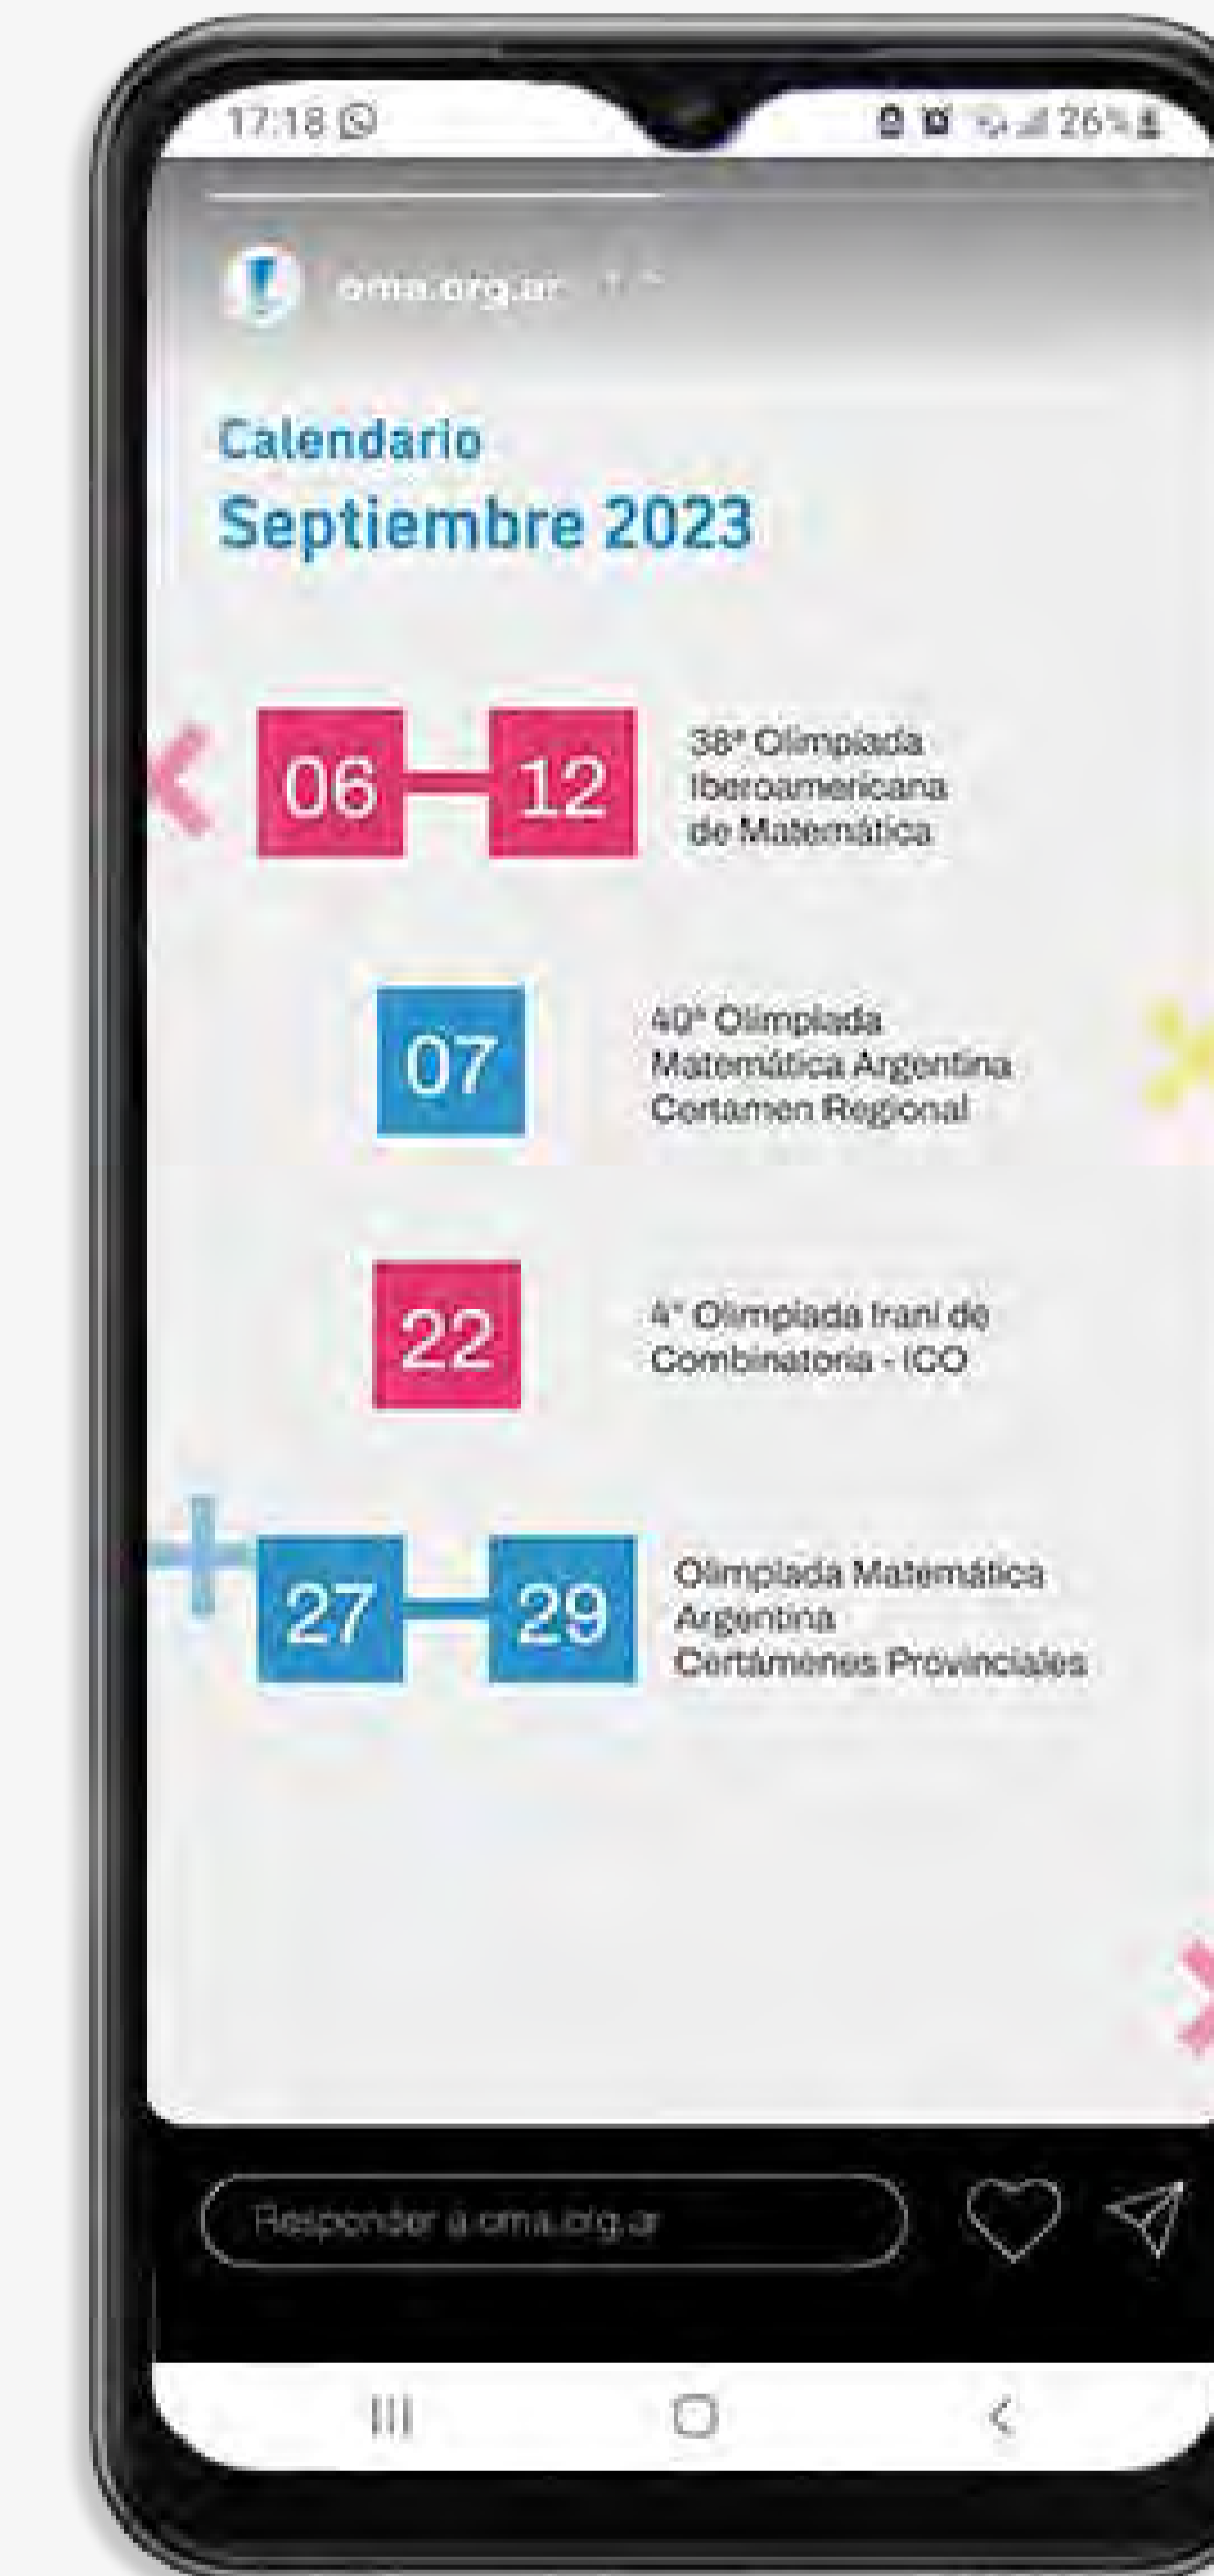 17:18
26%
oma.org.ar
Calendario
Septiembre 2023
06
12
38ª Olimpiada
Iberoamericana
de Matemática
07
40ª Olimpiada
Matemática Argentina
Certamen Regional
22
4ª Olimpiada Iraní de
Combinatoria - ICO
27
29
Olimpiada Matemática
Argentina
Certámenes Provinciales
Responder a oma.org.ar